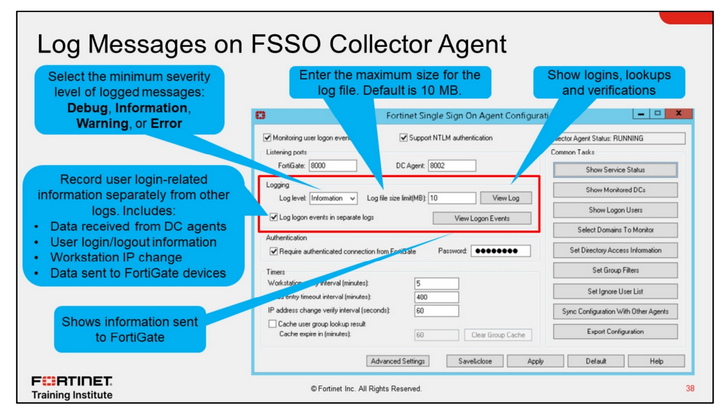 Log Messages on FSSO Collector Agent
Select the minimum severity
level of logged messages:
Debug, Information,
Warning, or Error
Enter the maximum size for the
log file. Default is 10 MB.
Show logins, lookups
and verifications
Record user login-related
information separately from other
logs. Includes:
• Data received from DC agents
• User login/logout information
• Workstation IP change
• Data sent to FortiGate devices
Shows information sent
to FortiGate
Fortinet Single Sign On Agent Configurati
Monitoring user logon events
Support NTLM authentication
ector Agent Status: RUNNING
Listening ports
FortiGate: 8000
DC Agent: 8002
Common Tasks
Show Service Status
Show Monitored DCs
Show Logon Users
Select Domains To Monitor
Set Directory Access Information
Set Group Filters
Set Ignore User List
Sync Configuration With Other Agents
Export Configuration
Logging
Log level: Information
Log file size limit(MB): 10
View Log
Log logon events in separate logs
View Logon Events
Authentication
Require authenticated connection from FortiGate
Password:
Timers
Workstation verify interval (minutes): 5
entry timeout interval (minutes): 480
IP address change verify interval (seconds): 60
Cache user group lookup result
Cache expire in (minutes): 60
Clear Group Cache
Advanced Settings
Save&close
Apply
Default
Help
FORTINET
Training Institute
© Fortinet Inc. All Rights Reserved.
38